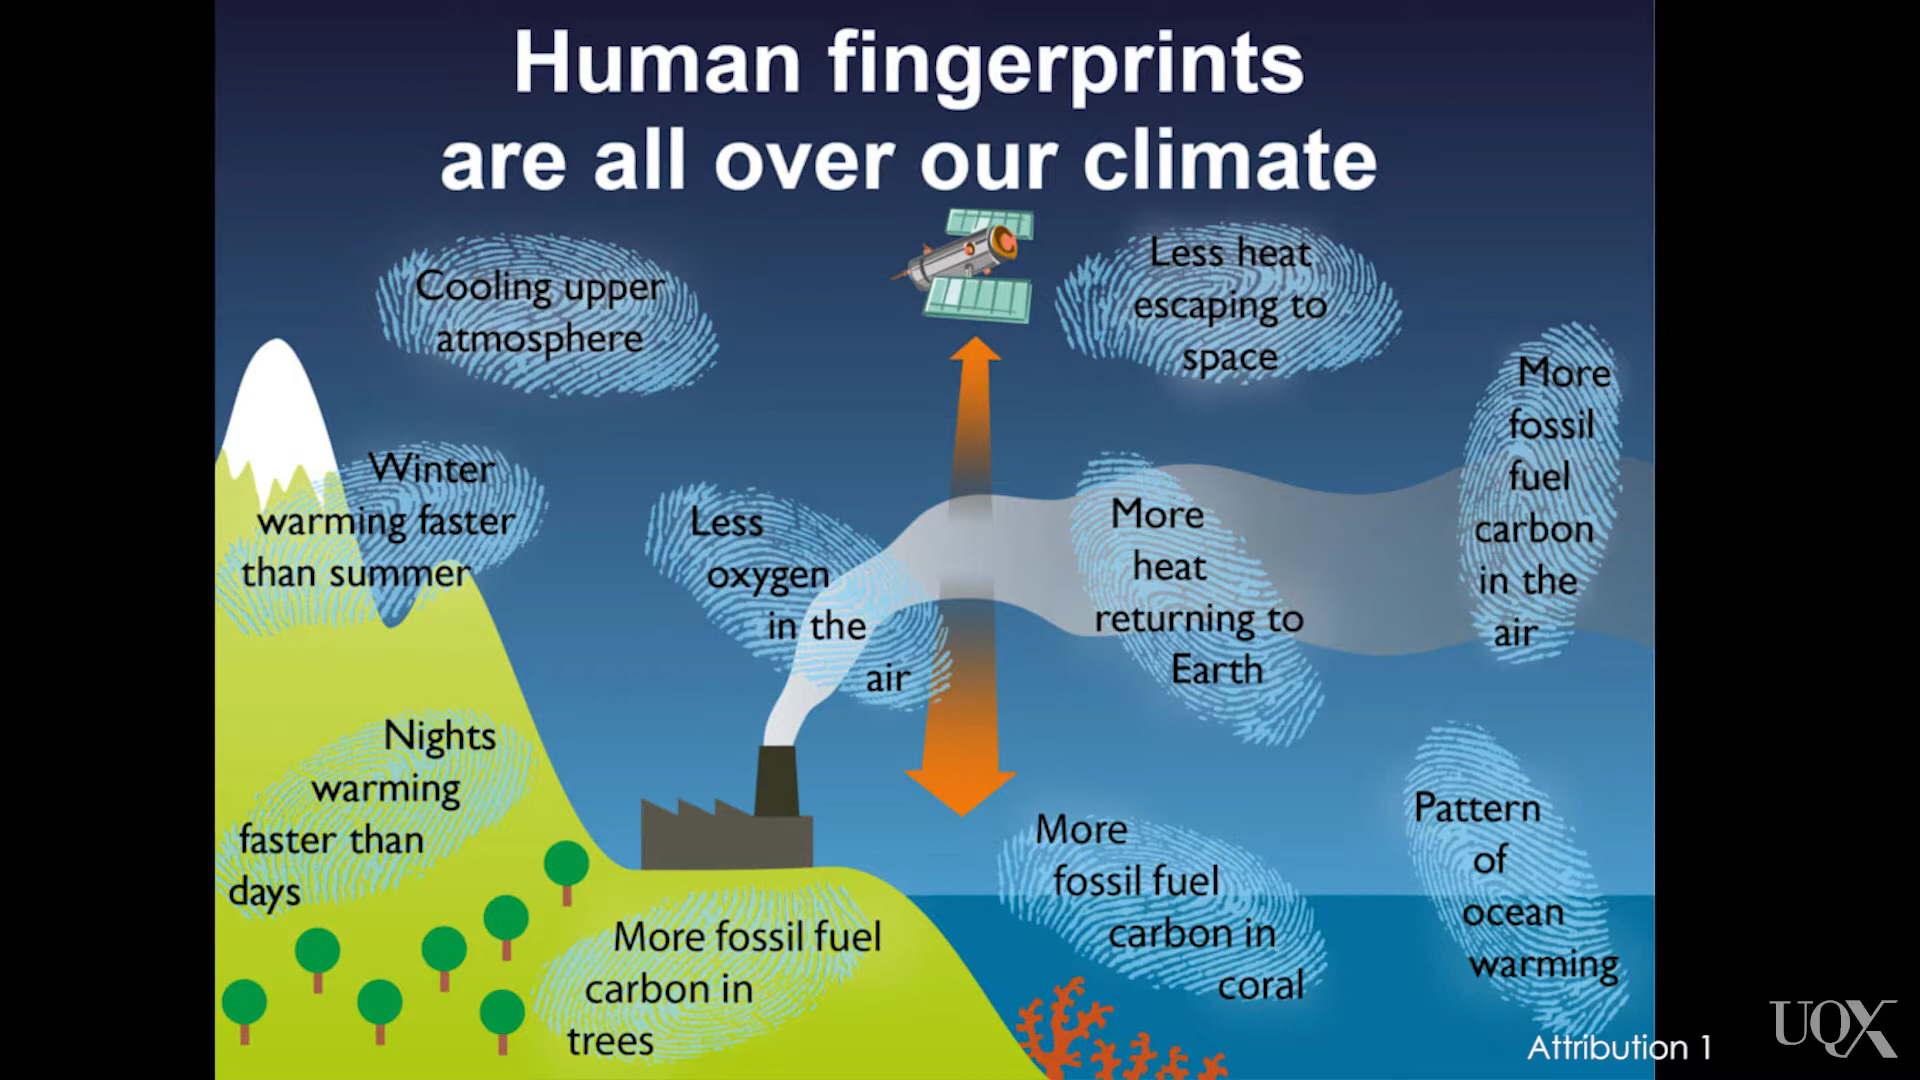 Human fingerprints
are all over our climate
Cooling upper
atmosphere
Less heat
escaping to
space
More
fossil
fuel
carbon
in the
air
Winter
warming faster
than summer
Less
oxygen
in the
air
More
heat
returning to
Earth
Nights
warming
faster than
days
More fossil fuel
carbon in
trees
More
fossil fuel
carbon in
coral
Pattern
of
ocean
warming
Attribution 1
UQX